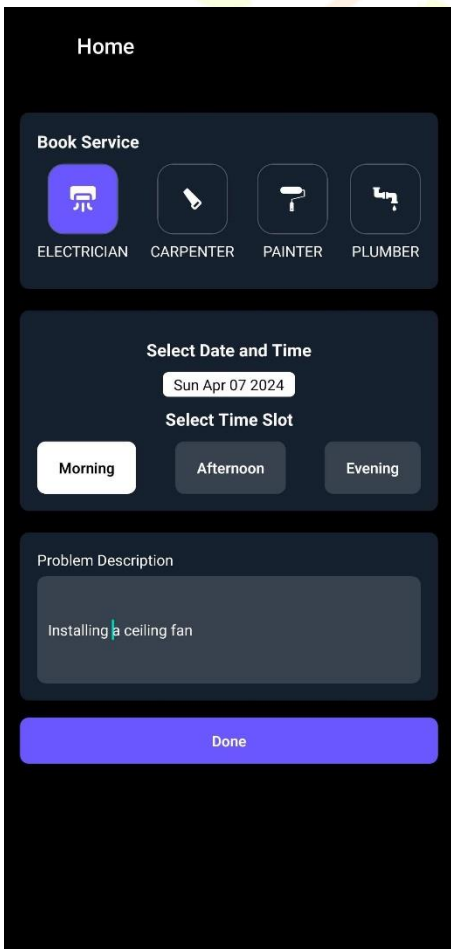 Home
Book Service
ELECTRICIAN CARPENTER PAINTER PLUMBER
Select Date and Time
Sun Apr 07 2024
Select Time Slot
Morning Afternoon Evening
Problem Description
Installing a ceiling fan
Done